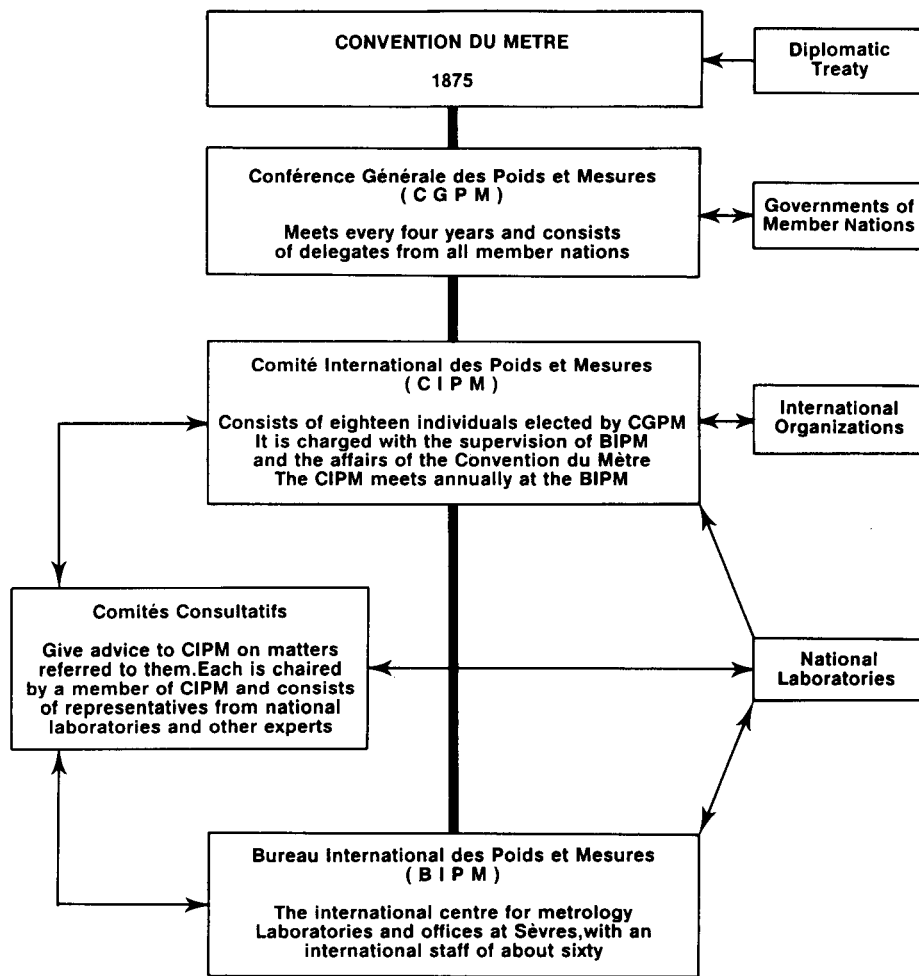 CONVENTION DU METRE
1875
Diplomatic
Treaty
Conférence Générale des Poids et Mesures
( C G P M )
Meets every four years and consists
of delegates from all member nations
Governments of
Member Nations
Comité International des Poids et Mesures
( C I P M )
Consists of eighteen individuals elected by CGPM
It is charged with the supervision of BIPM
and the affairs of the Convention du Mètre
The CIPM meets annually at the BIPM
International
Organizations
Comités Consultatifs
Give advice to CIPM on matters
referred to them.Each is chaired
by a member of CIPM and consists
of representatives from national
laboratories and other experts
National
Laboratories
Bureau International des Poids et Mesures
( B I P M )
The international centre for metrology
Laboratories and offices at Sèvres,with an
international staff of about sixty